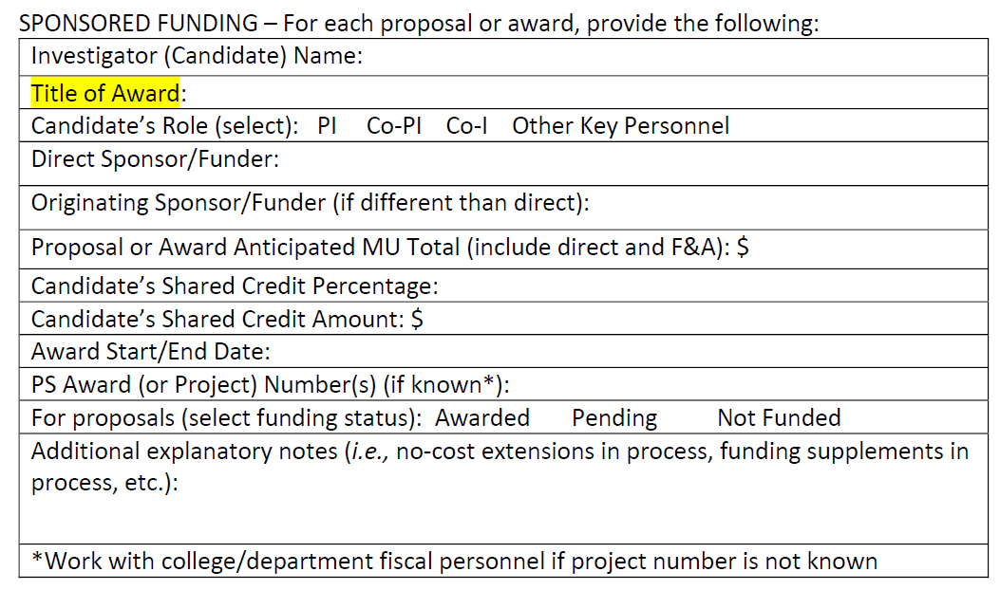 SPONSORED FUNDING – For each proposal or award, provide the following:
Investigator (Candidate) Name:
Title of Award:
Candidate’s Role (select): PI Co-PI Co-I Other Key Personnel
Direct Sponsor/Funder:
Originating Sponsor/Funder (if different than direct):
Proposal or Award Anticipated MU Total (include direct and F&A): $
Candidate’s Shared Credit Percentage:
Candidate’s Shared Credit Amount: $
Award Start/End Date:
PS Award (or Project) Number(s) (if known*):
For proposals (select funding status): Awarded Pending Not Funded
Additional explanatory notes (i.e., no-cost extensions in process, funding supplements in
process, etc.):
*Work with college/department fiscal personnel if project number is not known